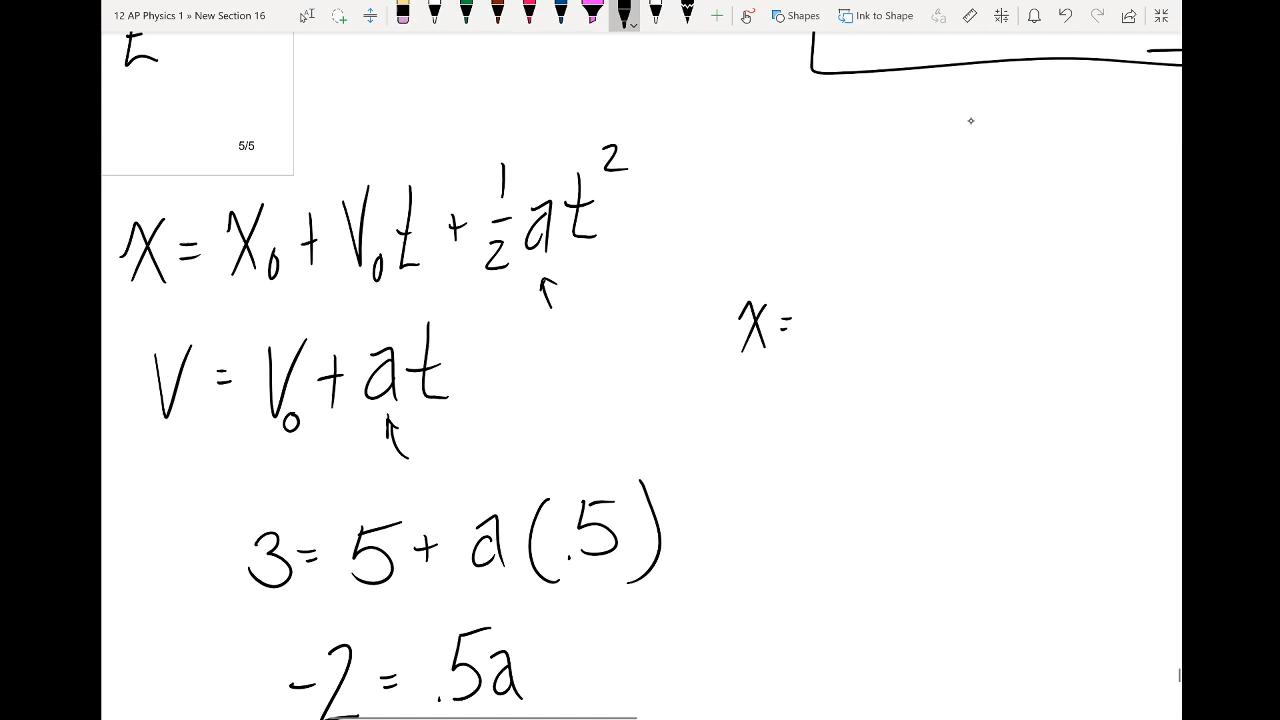 12 AP Physics 1 » New Section 16
Shapes
Ink to Shape
t
5/5
x = x₀ + v₀t + ½at²
v = v₀ + at
3 = 5 + a(.5)
-2 = .5a
x =